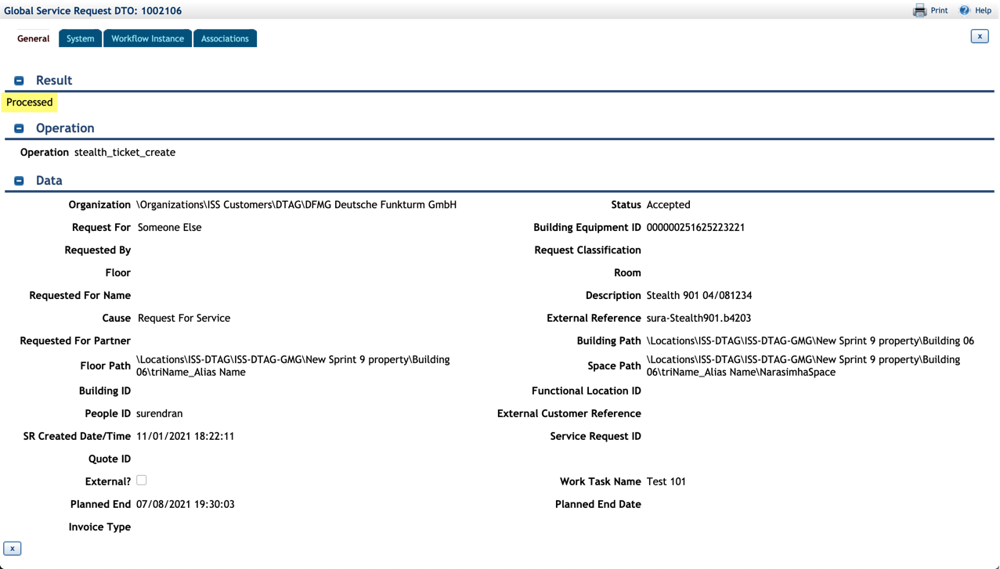 Global Service Request DTO: 1002106
Print Help
General System Workflow Instance Associations x
Result
Processed
Operation
Operation stealth_ticket_create
Data
Organization \Organizations\ISS Customers\DTAG\DFMG Deutsche Funkturm GmbH Status Accepted
Request For Someone Else Building Equipment ID 000000251625223221
Requested By Request Classification
Floor Room
Requested For Name Description Stealth 901 04/081234
Cause Request For Service External Reference sura-Stealth901.b4203
Requested For Partner Building Path \Locations\ISS-DTAG\ISS-DTAG-GMG\New Sprint 9 property\Building 06
Floor Path \Locations\ISS-DTAG\ISS-DTAG-GMG\New Sprint 9 property\Building
06\triName_Alias Name
Space Path \Locations\ISS-DTAG\ISS-DTAG-GMG\New Sprint 9 property\Building
06\triName_Alias Name\NarasimhaSpace
Building ID Functional Location ID
People ID surendran External Customer Reference
SR Created Date/Time 11/01/2021 18:22:11 Service Request ID
Quote ID
External? Work Task Name Test 101
Planned End 07/08/2021 19:30:03 Planned End Date
Invoice Type
x